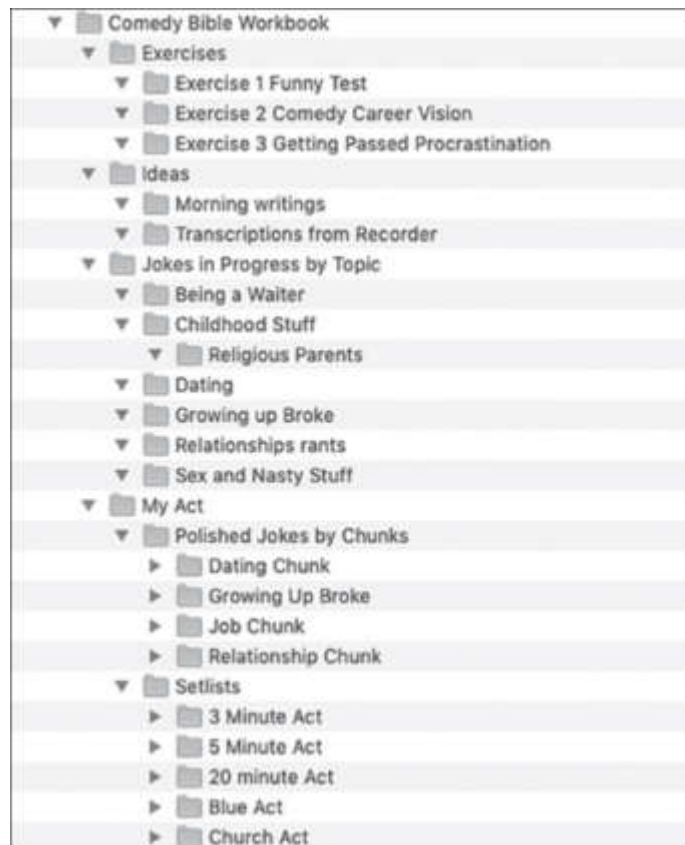 Comedy Bible Workbook
Exercises
Exercise 1 Funny Test
Exercise 2 Comedy Career Vision
Exercise 3 Getting Passed Procrastination
Ideas
Morning writings
Transcriptions from Recorder
Jokes in Progress by Topic
Being a Waiter
Childhood Stuff
Religious Parents
Dating
Growing up Broke
Relationships rants
Sex and Nasty Stuff
My Act
Polished Jokes by Chunks
Dating Chunk
Growing Up Broke
Job Chunk
Relationship Chunk
Setlists
3 Minute Act
5 Minute Act
20 minute Act
Blue Act
Church Act